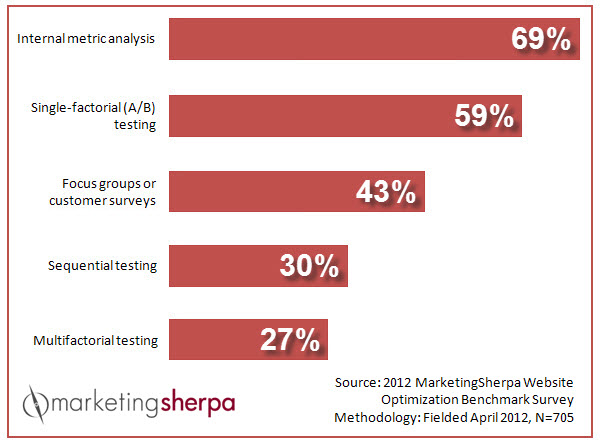 Internal metric analysis
69%
Single-factorial (A/B)
testing
59%
Focus groups or
customer surveys
43%
Sequential testing
30%
Multifactorial testing
27%
Source: 2012 MarketingSherpa Website
Optimization Benchmark Survey
Methodology: Fielded April 2012, N=705
marketingsherpa